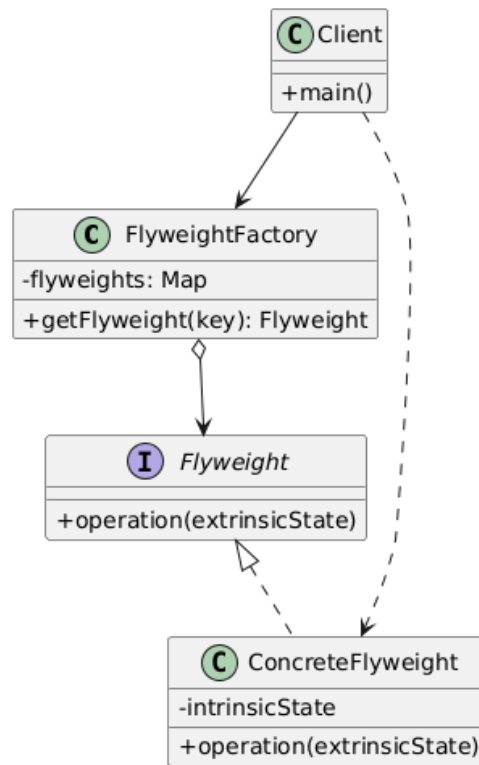 C Client
+main()
C FlyweightFactory
-flyweights: Map
+getFlyweight(key): Flyweight
I Flyweight
+operation(extrinsicState)
C ConcreteFlyweight
-intrinsicState
+operation(extrinsicState)